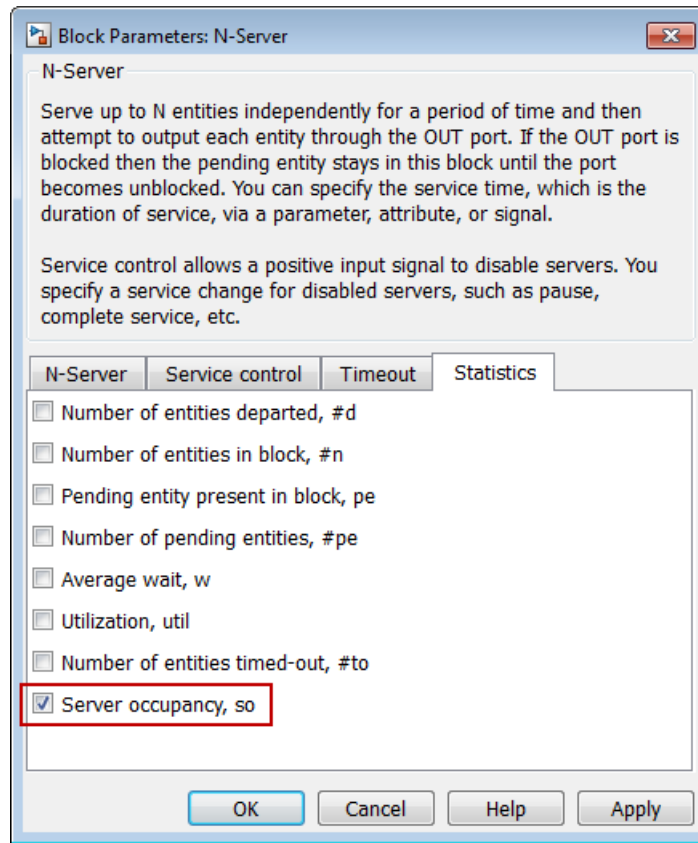 Block Parameters: N-Server
N-Server
Serve up to N entities independently for a period of time and then
attempt to output each entity through the OUT port. If the OUT port is
blocked then the pending entity stays in this block until the port
becomes unblocked. You can specify the service time, which is the
duration of service, via a parameter, attribute, or signal.
Service control allows a positive input signal to disable servers. You
specify a service change for disabled servers, such as pause,
complete service, etc.
N-Server Service control Timeout Statistics
Number of entities departed, #d
Number of entities in block, #n
Pending entity present in block, pe
Number of pending entities, #pe
Average wait, w
Utilization, util
Number of entities timed-out, #to
Server occupancy, so
OK Cancel Help Apply